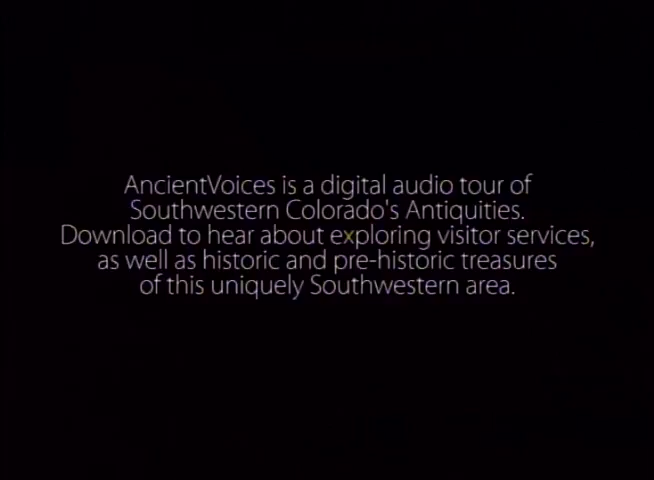 AncientVoices is a digital audio tour of
Southwestern Colorado's Antiquities.
Download to hear about exploring visitor services,
as well as historic and pre-historic treasures
of this uniquely Southwestern area.